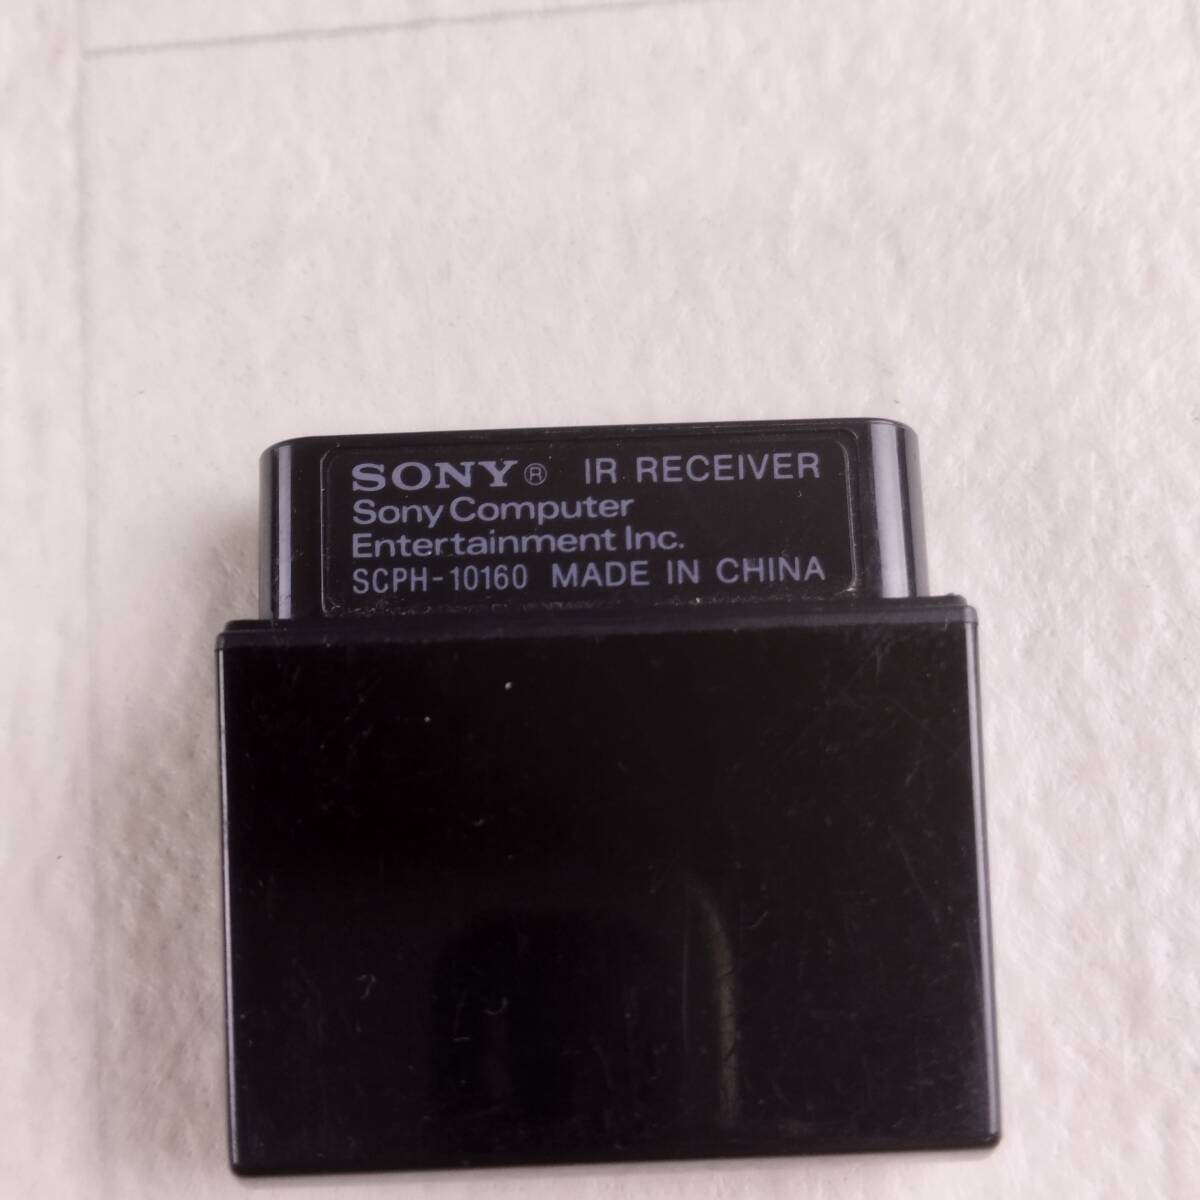 SONY® IR RECEIVER
Sony Computer
Entertainment Inc.
SCPH-10160 MADE IN CHINA